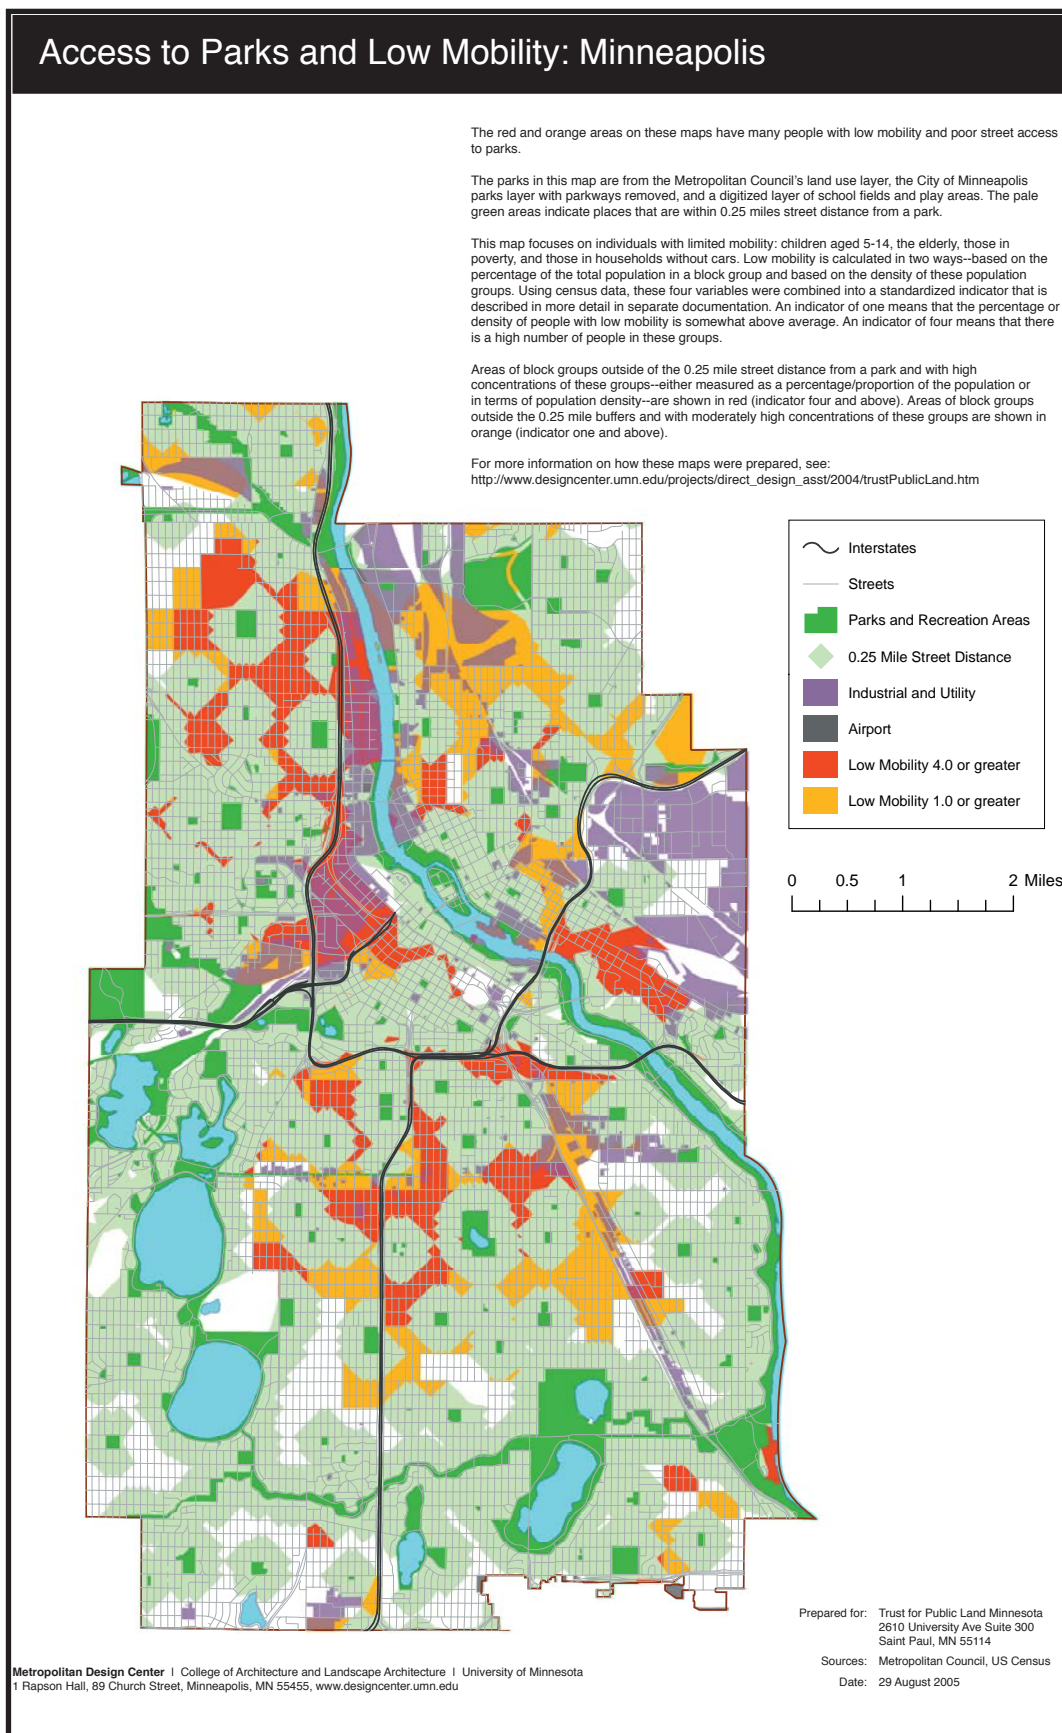 Access to Parks and Low Mobility: Minneapolis
The red and orange areas on these maps have many people with low mobility and poor street access
to parks.
The parks in this map are from the Metropolitan Council's land use layer, the City of Minneapolis
parks layer with parkways removed, and a digitized layer of school fields and play areas. The pale
green areas indicate places that are within 0.25 miles street distance from a park.
This map focuses on individuals with limited mobility: children aged 5-14, the elderly, those in
poverty, and those in households without cars. Low mobility is calculated in two ways--based on the
percentage of the total population in a block group and based on the density of these population
groups. Using census data, these four variables were combined into a standardized indicator that is
described in more detail in separate documentation. An indicator of one means that the percentage or
density of people with low mobility is somewhat above average. An indicator of four means that there
is a high number of people in these groups.
Areas of block groups outside of the 0.25 mile street distance from a park and with high
concentrations of these groups--either measured as a percentage/proportion of the population or
in terms of population density--are shown in red (indicator four and above). Areas of block groups
outside the 0.25 mile buffers and with moderately high concentrations of these groups are shown in
orange (indicator one and above).
For more information on how these maps were prepared, see:
http://www.designcenter.umn.edu/projects/direct_design_asst/2004/trustPublicLand.htm
Interstates
Streets
Parks and Recreation Areas
0.25 Mile Street Distance
Industrial and Utility
Airport
Low Mobility 4.0 or greater
Low Mobility 1.0 or greater
0 0.5 1 2 Miles
Prepared for: Trust for Public Land Minnesota
2610 University Ave Suite 300
Saint Paul, MN 55114
Sources: Metropolitan Council, US Census
Date: 29 August 2005
Metropolitan Design Center | College of Architecture and Landscape Architecture | University of Minnesota
1 Rapson Hall, 89 Church Street, Minneapolis, MN 55455, www.designcenter.umn.edu